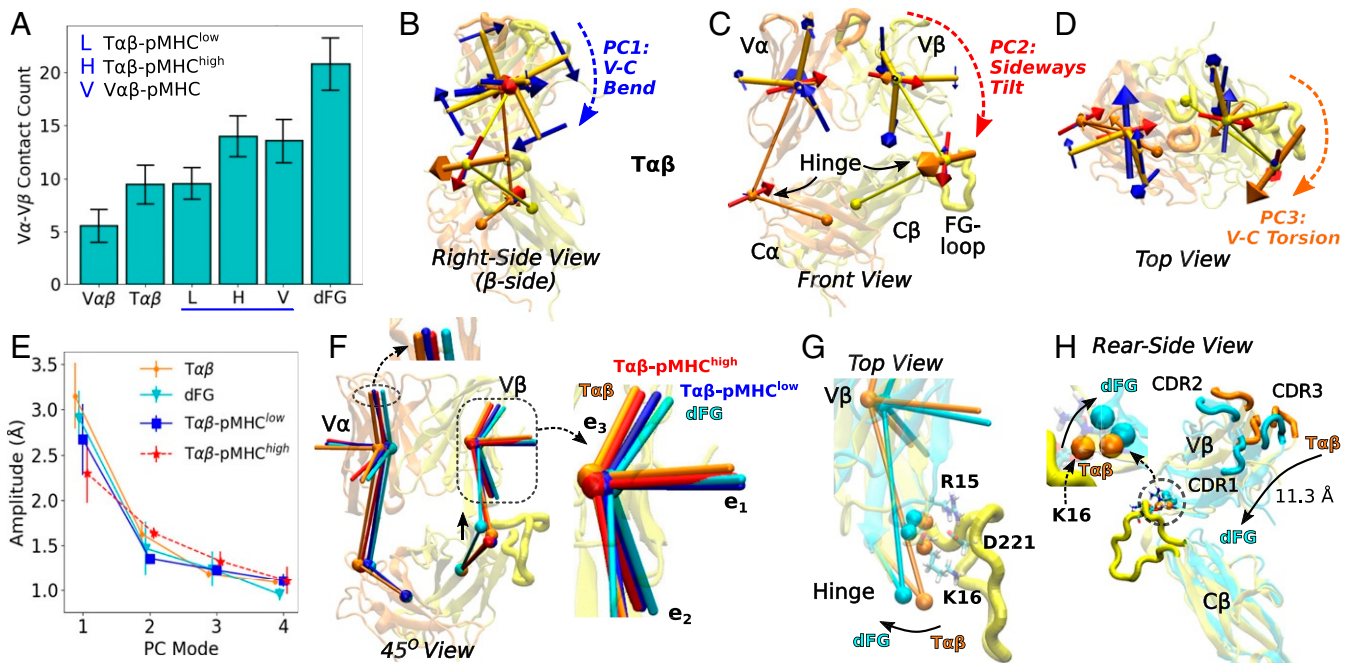 A
L Tαβ-pMHC^low
H Tαβ-pMHC^high
V Vαβ-pMHC
Vα-Vβ Contact Count
20
15
10
5
0
Vαβ Tαβ L H V dFG
B
PC1:
V-C
Bend
Tαβ
Right-Side View
(β-side)
C
Vα
Vβ
PC2:
Sideways
Tilt
Hinge
Cα
Cβ
FG-
loop
Front View
D
PC3:
V-C Torsion
Top View
E
Amplitude (Å)
3.5
3.0
2.5
2.0
1.5
1.0
Tαβ
dFG
Tαβ-pMHC^low
Tαβ-pMHC^high
1 2 3 4
PC Mode
F
Vα
Vβ
45° View
Tαβ-pMHC^high
Tαβ
Tαβ-pMHC^low
dFG
e₃
e₁
e₂
G
Top View
Vβ
R15
D221
K16
Hinge
dFG
Tαβ
H
Rear-Side View
dFG
CDR2
CDR3
Vβ
Tαβ
Tαβ
CDR1
K16
11.3 Å
dFG
Cβ